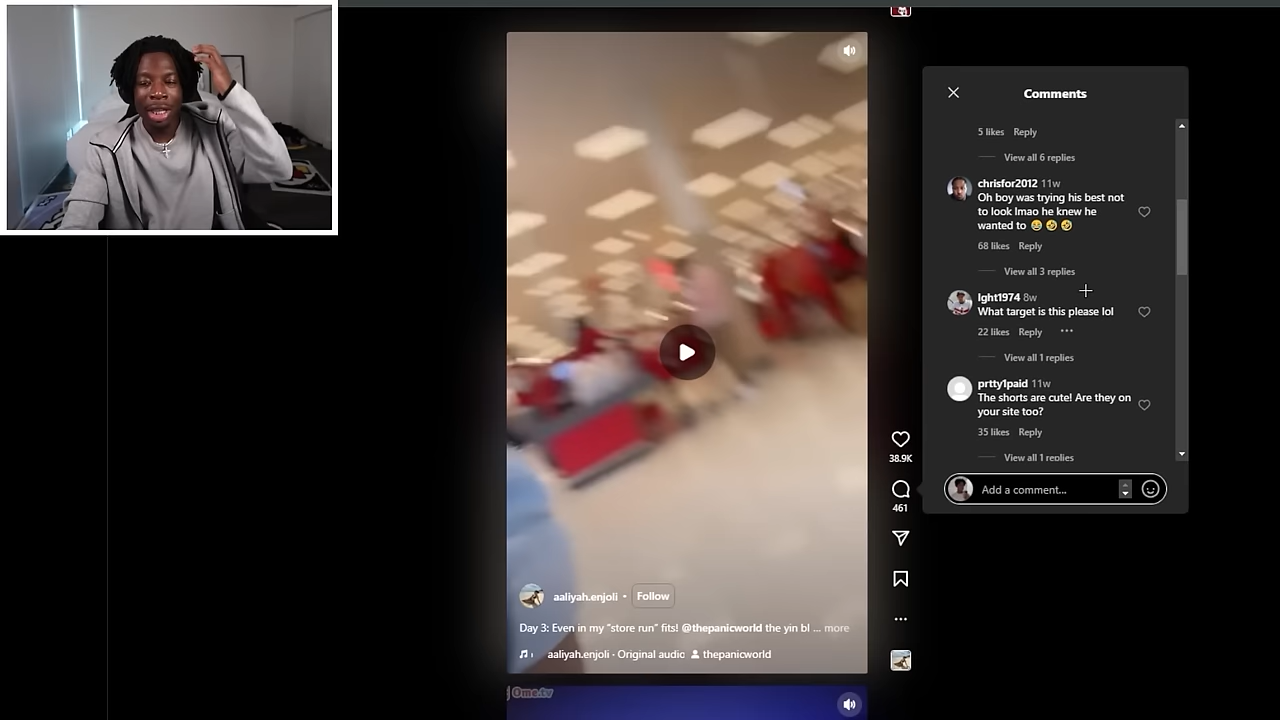 Comments
5 likes Reply
View all 6 replies
chrisfor2012 11w
Oh boy was trying his best not
to look lmao he knew he
wanted to 😂 🤣 🤣
68 likes Reply
View all 3 replies
lght1974 8w
What target is this please lol
22 likes Reply ...
View all 1 replies
prtty1paid 11w
The shorts are cute! Are they on
your site too?
35 likes Reply
View all 1 replies
Add a comment...
38.9K
461
aaliyah.enjoli • Follow
Day 3: Even in my “store run” fits! @thepanicworld the yin bl ... more
aaliyah.enjoli · Original audio thepanicworld
Ome.tv